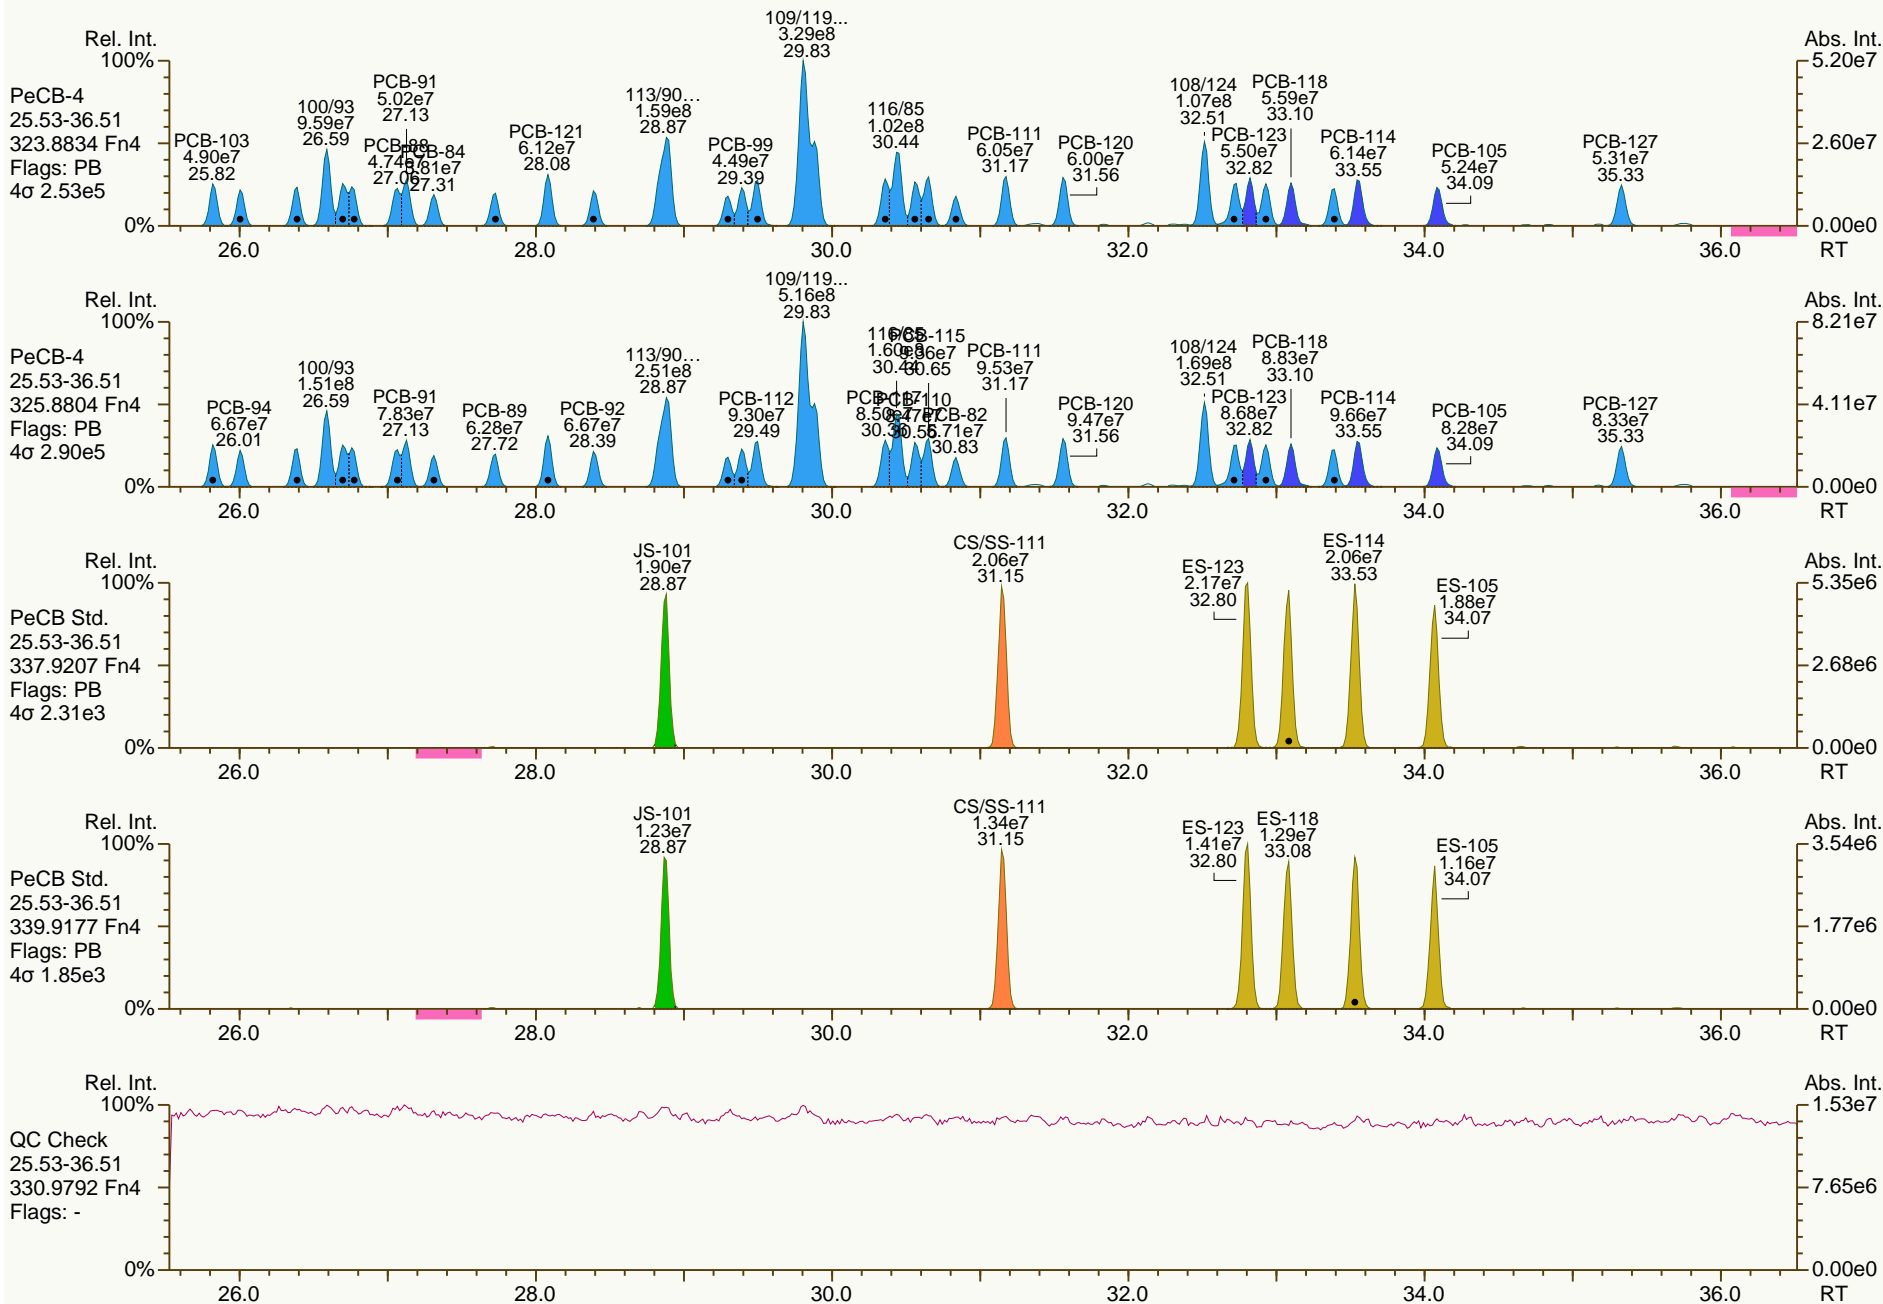 Rel. Int.
100%
0%
PeCB-4
25.53-36.51
323.8834 Fn4
Flags: PB
4σ 2.53e5
PCB-103
4.90e7
25.82
100/93
9.59e7
26.59
PCB-91
5.02e7
27.13
PCB-88
4.74e7
27.06
PCB-84
27.31
PCB-121
6.12e7
28.08
113/90...
1.59e8
28.87
PCB-99
4.49e7
29.39
109/119...
3.29e8
29.83
116/85
1.02e8
30.44
PCB-111
6.05e7
31.17
PCB-120
6.00e7
31.56
108/124
1.07e8
32.51
PCB-123
5.50e7
32.82
PCB-118
5.59e7
33.10
PCB-114
6.14e7
33.55
PCB-105
5.24e7
34.09
PCB-127
5.31e7
35.33
Abs. Int.
5.20e7
2.60e7
0.00e0
26.0 28.0 30.0 32.0 34.0 36.0 RT
Rel. Int.
100%
0%
PeCB-4
25.53-36.51
325.8804 Fn4
Flags: PB
4σ 2.90e5
PCB-94
6.67e7
26.01
100/93
1.51e8
26.59
PCB-91
7.83e7
27.13
PCB-89
6.28e7
27.72
PCB-92
6.67e7
28.39
113/90...
2.51e8
28.87
PCB-112
9.30e7
29.49
109/119...
5.16e8
29.83
116/85
1.60e8
30.44
PCB-115
9.36e7
30.65
PCB-117
30.36
PCB-110
30.56
PCB-82
30.83
PCB-111
9.53e7
31.17
PCB-120
9.47e7
31.56
108/124
1.69e8
32.51
PCB-123
8.68e7
32.82
PCB-118
8.83e7
33.10
PCB-114
9.66e7
33.55
PCB-105
8.28e7
34.09
PCB-127
8.33e7
35.33
Abs. Int.
8.21e7
4.11e7
0.00e0
26.0 28.0 30.0 32.0 34.0 36.0 RT
Rel. Int.
100%
0%
PeCB Std.
25.53-36.51
337.9207 Fn4
Flags: PB
4σ 2.31e3
JS-101
1.90e7
28.87
CS/SS-111
2.06e7
31.15
ES-123
2.17e7
32.80
ES-114
2.06e7
33.53
ES-105
1.88e7
34.07
Abs. Int.
5.35e6
2.68e6
0.00e0
26.0 28.0 30.0 32.0 34.0 36.0 RT
Rel. Int.
100%
0%
PeCB Std.
25.53-36.51
339.9177 Fn4
Flags: PB
4σ 1.85e3
JS-101
1.23e7
28.87
CS/SS-111
1.34e7
31.15
ES-123
1.41e7
32.80
ES-118
1.29e7
33.08
ES-105
1.16e7
34.07
Abs. Int.
3.54e6
1.77e6
0.00e0
26.0 28.0 30.0 32.0 34.0 36.0 RT
Rel. Int.
100%
0%
QC Check
25.53-36.51
330.9792 Fn4
Flags: -
Abs. Int.
1.53e7
7.65e6
0.00e0
26.0 28.0 30.0 32.0 34.0 36.0 RT